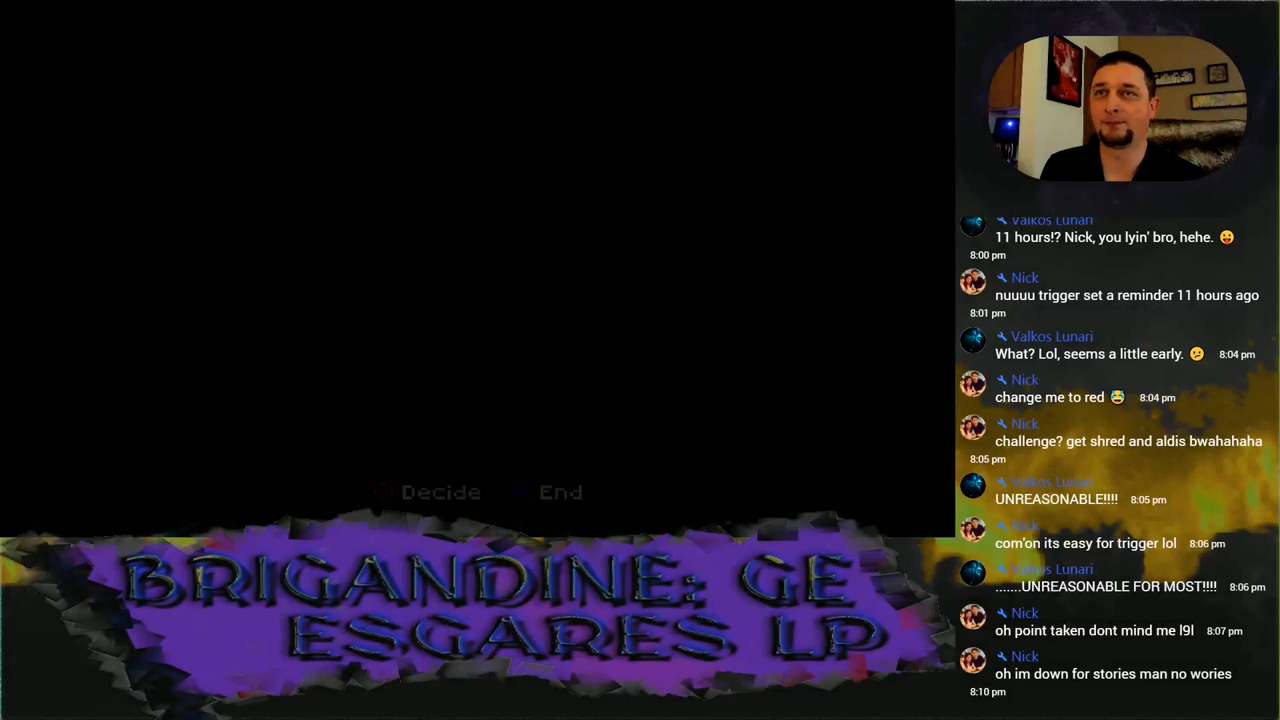 Valkos Lunari
11 hours!? Nick, you lyin' bro, hehe. 😛
8:00 pm
Nick
nuuuu trigger set a reminder 11 hours ago
8:01 pm
Valkos Lunari
What? Lol, seems a little early. 😕 8:04 pm
Nick
change me to red 😅 8:04 pm
Nick
challenge? get shred and aldis bwahahaha
8:05 pm
Valkos Lunari
UNREASONABLE!!!! 8:05 pm
Nick
com'on its easy for trigger lol 8:06 pm
Valkos Lunari
.......UNREASONABLE FOR MOST!!!! 8:06 pm
Nick
oh point taken dont mind me l9l 8:07 pm
Nick
oh im down for stories man no wories
8:10 pm
Decide End
BRIGANDINE: GE
ESGARES LP